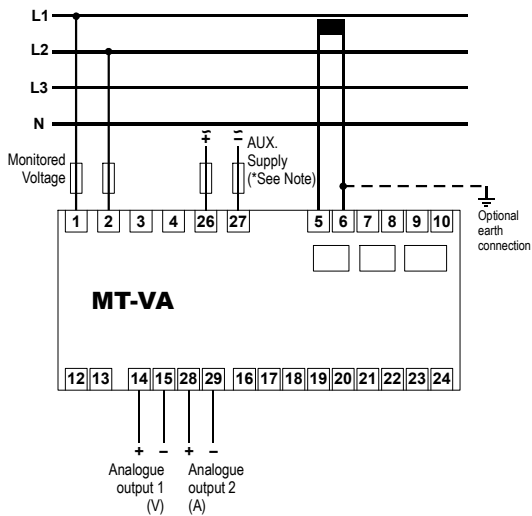 L1
L2
L3
N
Monitored
Voltage
AUX.
Supply
(*See Note)
+ ~
− ~
1 2 3 4 26 27 5 6 7 8 9 10
Optional
earth
connection
MT-VA
12 13 14 15 28 29 16 17 18 19 20 21 22 23 24
+ − + −
Analogue
output 1
(V)
Analogue
output 2
(A)